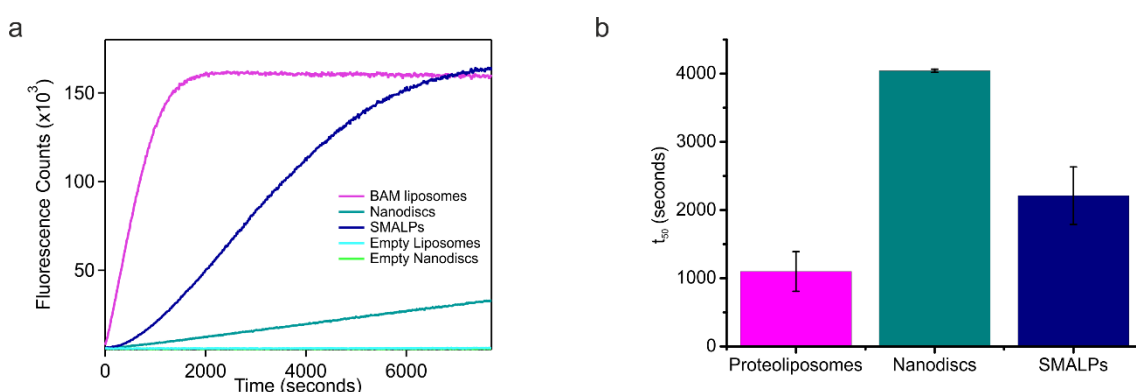 a
Fluorescence Counts (x10³)
150
100
50
BAM liposomes
Nanodiscs
SMALPs
Empty Liposomes
Empty Nanodiscs
0 2000 4000 6000
Time (seconds)
b
t₅₀ (seconds)
4000
3000
2000
1000
0
Proteoliposomes Nanodiscs SMALPs